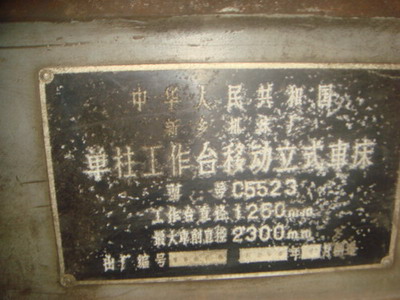 中华人民共和国
新乡机床厂
单柱工作台移动立式车床
型号C5523
工作台直径1250mm
最大车削直径2300mm
出厂编号 年 月